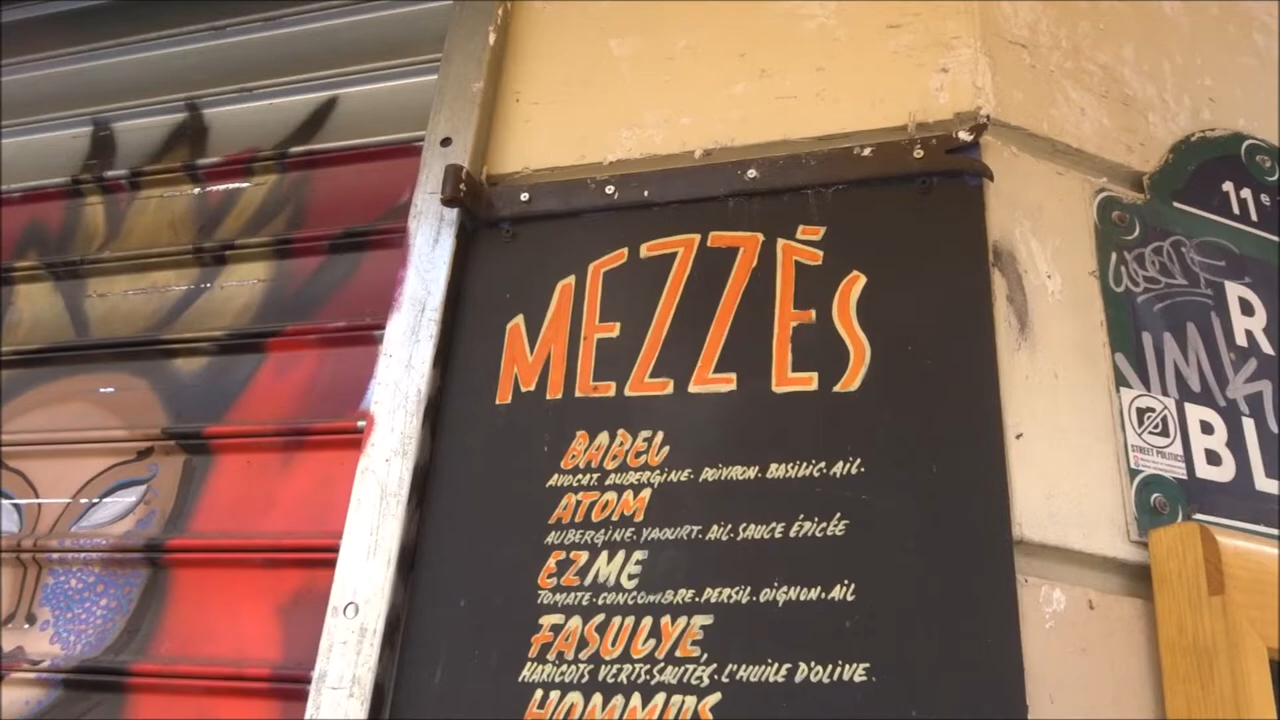 MEZZÉS
BABEL
AVOCAT. AUBERGINE. POIVRON. BASILIC. AIL.
ATOM
AUBERGINE. YAOURT. AIL. SAUCE ÉPICÉE
EZME
TOMATE. CONCOMBRE. PERSIL. OIGNON. AIL
FASULYE,
HARICOTS VERTS. SAUTÉS. L'HUILE D'OLIVE.
HOMMUS
11e
R
BL
STREET POLITICS